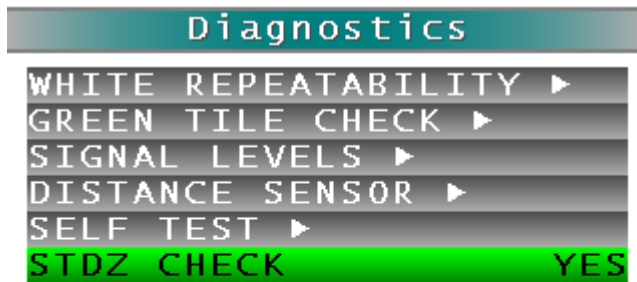 Diagnostics
WHITE REPEATABILITY ▶
GREEN TILE CHECK ▶
SIGNAL LEVELS ▶
DISTANCE SENSOR ▶
SELF TEST ▶
STDZ CHECK YES